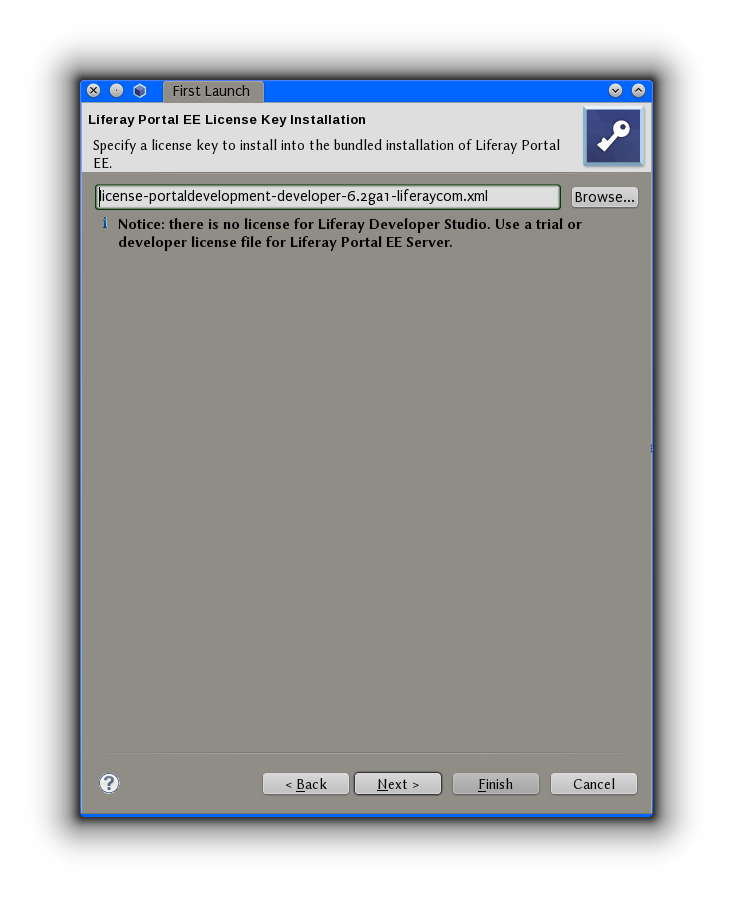 First Launch
Liferay Portal EE License Key Installation
Specify a license key to install into the bundled installation of Liferay Portal
EE.
license-portaldevelopment-developer-6.2ga1-liferaycom.xml
Browse...
Notice: there is no license for Liferay Developer Studio. Use a trial or
developer license file for Liferay Portal EE Server.
?
< Back
Next >
Finish
Cancel